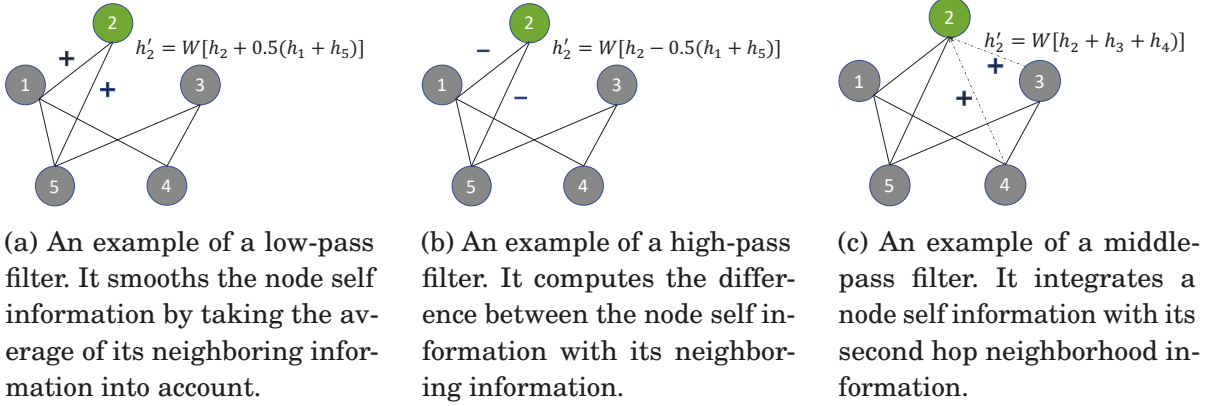 2
h′₂ = W[h₂ + 0.5(h₁ + h₅)]
+
1
+
3
5
4
(a) An example of a low-pass
filter. It smooths the node self
information by taking the av-
erage of its neighboring infor-
mation into account.
2
h′₂ = W[h₂ − 0.5(h₁ + h₅)]
−
1
−
3
5
4
(b) An example of a high-pass
filter. It computes the differ-
ence between the node self in-
formation with its neighbor-
ing information.
2
h′₂ = W[h₂ + h₃ + h₄)]
+
1
+
3
5
4
(c) An example of a middle-
pass filter. It integrates a
node self information with its
second hop neighborhood in-
formation.